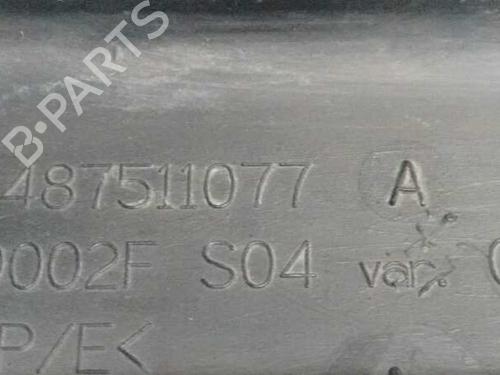 B-PARTS
487511077 A
0002F S04 var.
P/E<